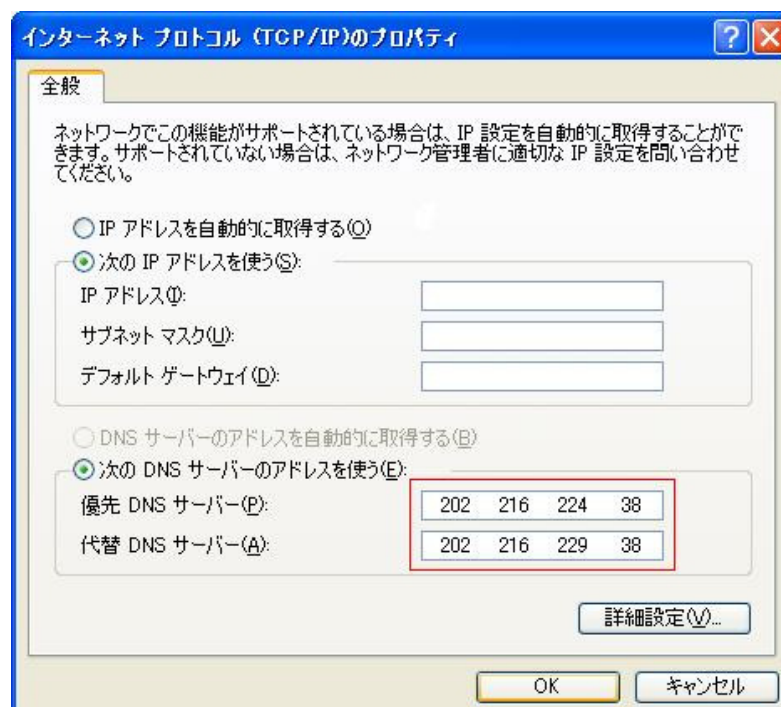 インターネット プロトコル (TCP/IP)のプロパティ
全般
ネットワークでこの機能がサポートされている場合は、IP 設定を自動的に取得することがで
きます。サポートされていない場合は、ネットワーク管理者に適切な IP 設定を問い合わせ
てください。
IP アドレスを自動的に取得する(O)
次の IP アドレスを使う(S):
IP アドレス(I):
サブネット マスク(U):
デフォルト ゲートウェイ(D):
DNS サーバーのアドレスを自動的に取得する(B)
次の DNS サーバーのアドレスを使う(E):
優先 DNS サーバー(P): 202 216 224 38
代替 DNS サーバー(A): 202 216 229 38
詳細設定(V)...
OK キャンセル